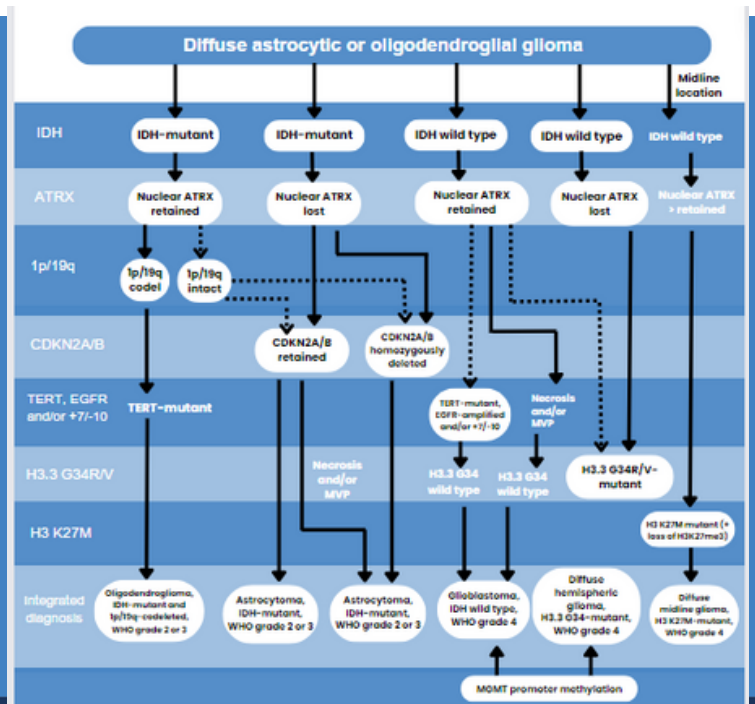 Diffuse astrocytic or oligodendroglial glioma
Midline
location
IDH
IDH-mutant
IDH-mutant
IDH wild type
IDH wild type
IDH wild type
ATRX
Nuclear ATRX
retained
Nuclear ATRX
lost
Nuclear ATRX
retained
Nuclear ATRX
lost
Nuclear ATRX
> retained
1p/19q
1p/19q
codel
1p/19q
intact
CDKN2A/B
CDKN2A/B
retained
CDKN2A/B
homozygously
deleted
TERT, EGFR
and/or +7/-10
TERT-mutant
TERT-mutant,
EGFR-amplified
and/or +7/-10
Necrosis
and/or
MVP
H3.3 G34R/V
Necrosis
and/or
MVP
H3.3 G34
wild type
H3.3 G34
wild type
H3.3 G34R/V-
mutant
H3 K27M
H3 K27M mutant (+
loss of H3K27me3)
Integrated
diagnosis
Oligodendroglioma,
IDH-mutant and
1p/19q-codeleted,
WHO grade 2 or 3
Astrocytoma,
IDH-mutant,
WHO grade 2 or 3
Astrocytoma,
IDH-mutant,
WHO grade 2 or 3
Glioblastoma,
IDH wild type,
WHO grade 4
Diffuse
hemispheric
glioma,
H3.3 G34-mutant,
WHO grade 4
Diffuse
midline glioma,
H3 K27M-mutant,
WHO grade 4
MGMT promoter methylation